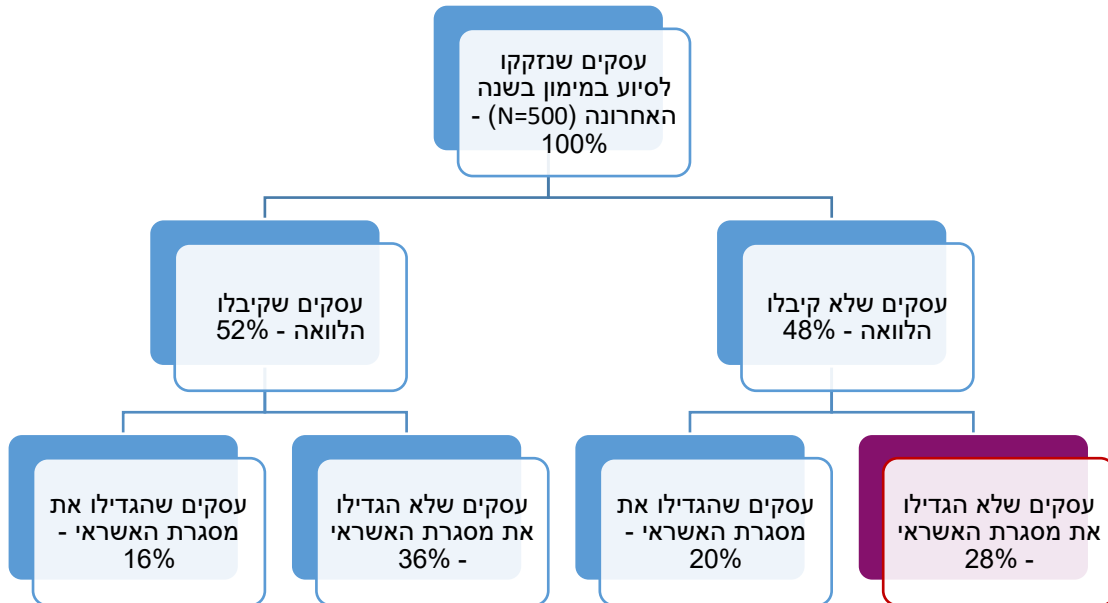 עסקים שנזקקו
לסיוע במימון בשנה
האחרונה (N=500) -
100%
עסקים שלא קיבלו
הלוואה - 48%
עסקים שקיבלו
הלוואה - 52%
עסקים שלא הגדילו
את מסגרת האשראי
- 28%
עסקים שהגדילו את
מסגרת האשראי -
20%
עסקים שלא הגדילו
את מסגרת האשראי
- 36%
עסקים שהגדילו את
מסגרת האשראי -
16%